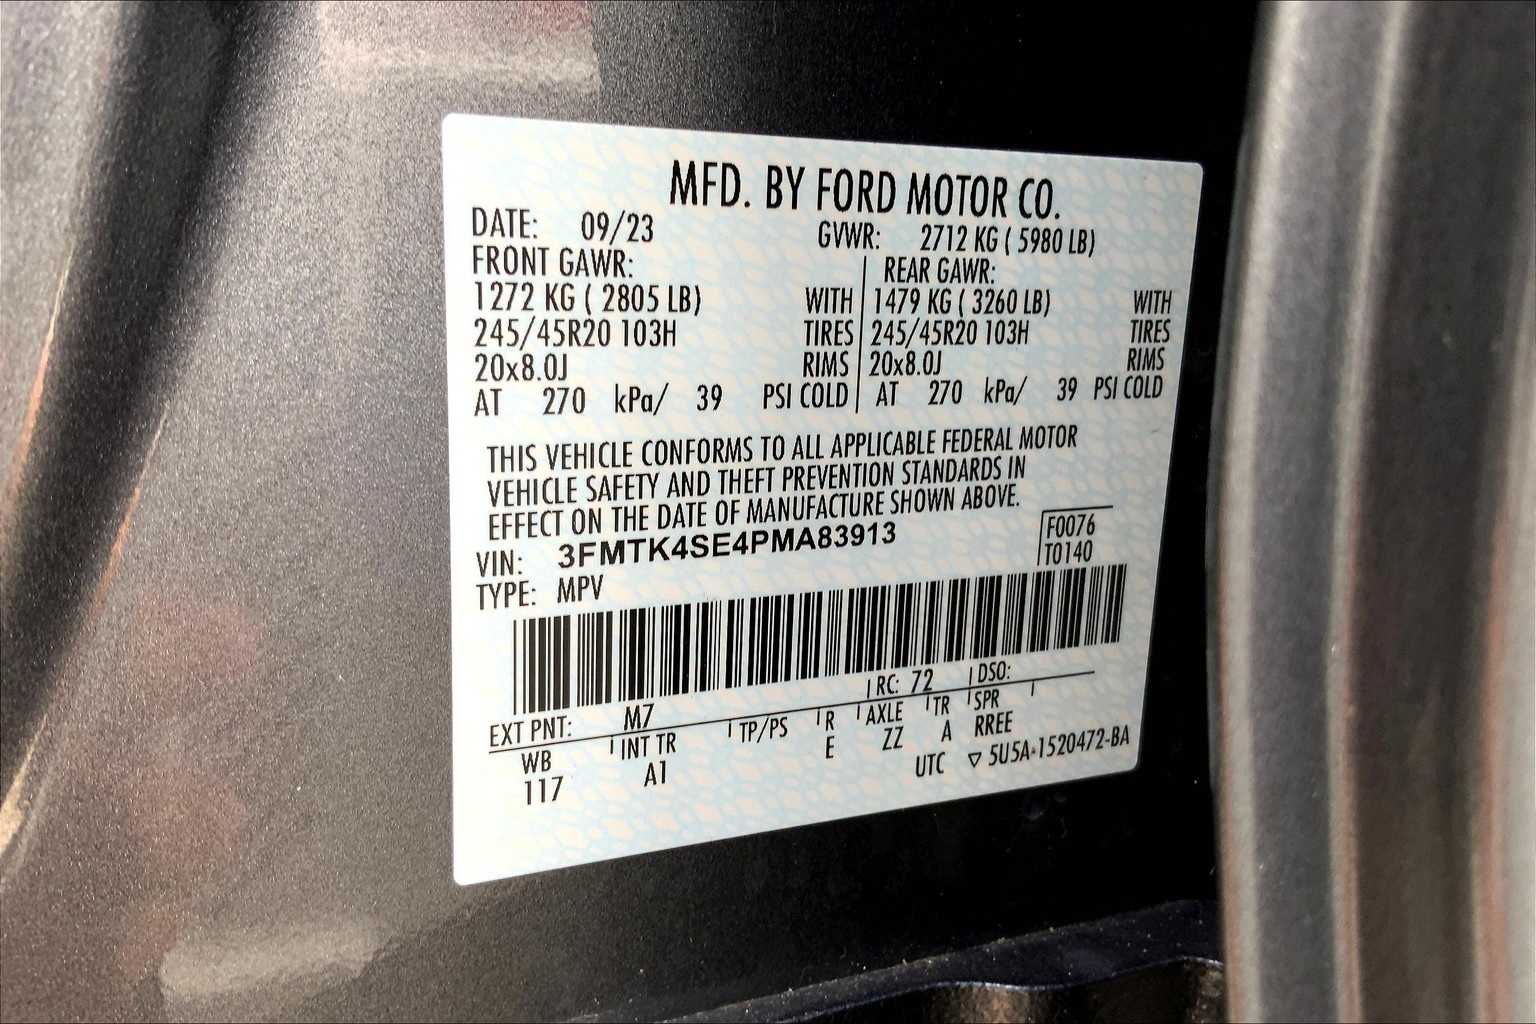 MFD. BY FORD MOTOR CO.
DATE: 09/23 GVWR: 2712 KG ( 5980 LB)
FRONT GAWR: REAR GAWR:
1272 KG ( 2805 LB) WITH 1479 KG ( 3260 LB) WITH
245/45R20 103H TIRES 245/45R20 103H TIRES
20x8.0J RIMS 20x8.0J RIMS
AT 270 kPa/ 39 PSI COLD AT 270 kPa/ 39 PSI COLD
THIS VEHICLE CONFORMS TO ALL APPLICABLE FEDERAL MOTOR
VEHICLE SAFETY AND THEFT PREVENTION STANDARDS IN
EFFECT ON THE DATE OF MANUFACTURE SHOWN ABOVE.
VIN: 3FMTK4SE4PMA83913 F0076
TYPE: MPV T0140
EXT PNT: M7 RC: 72 DSO:
WB INT TR TP/PS R AXLE TR SPR
117 A1 E ZZ A RREE
UTC ▽ 5U5A-1520472-BA